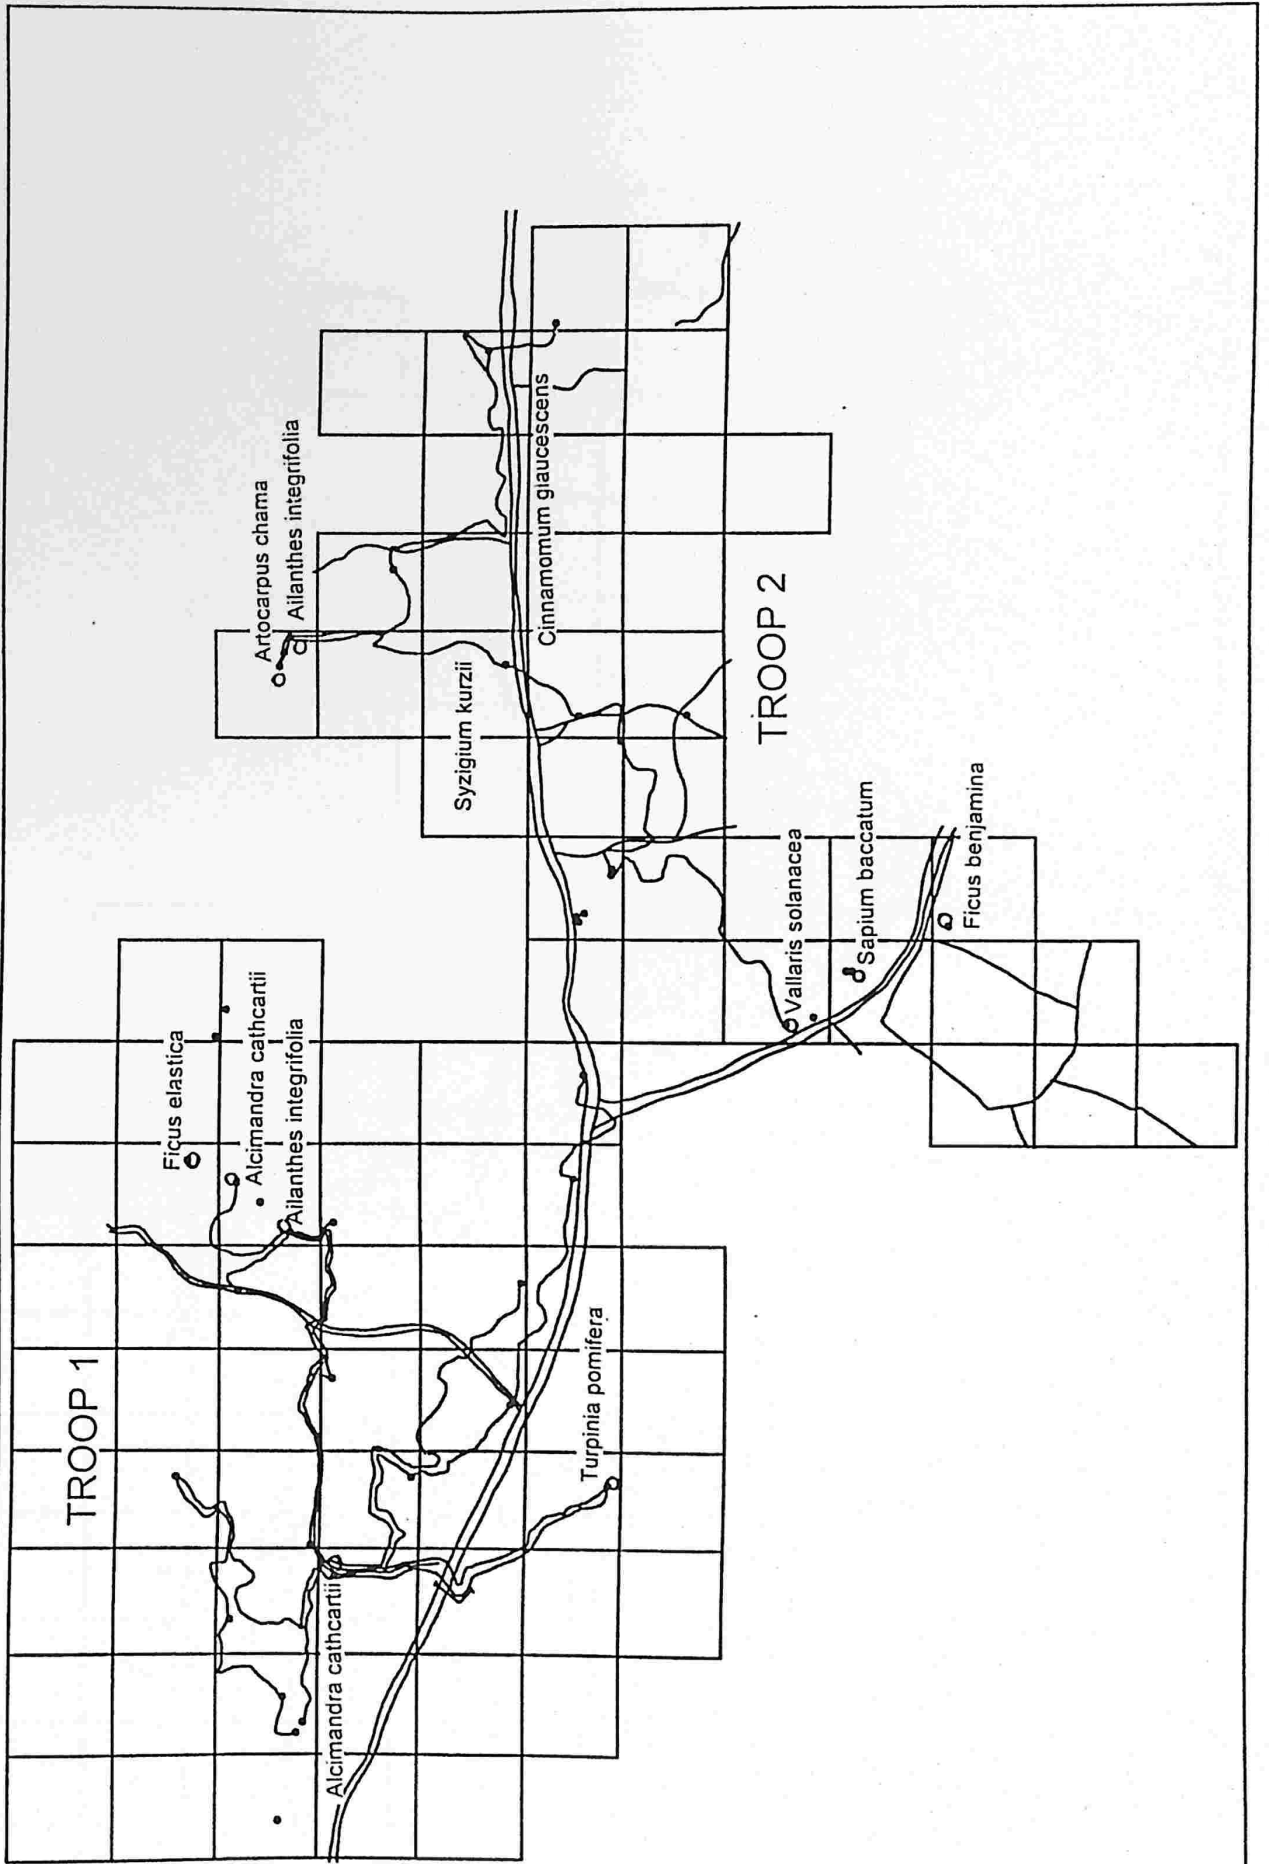 TROOP 1
Ficus elastica
Alcimandra cathcartii
Ailanthes integrifolia
Alcimandra cathcartii
Turpinia pomifera
Artocarpus chama
Ailanthes integrifolia
Syzigium kurzii
Cinnamomum glaucescens
TROOP 2
Vallaris solanacea
Sapium baccatum
Ficus benjamina